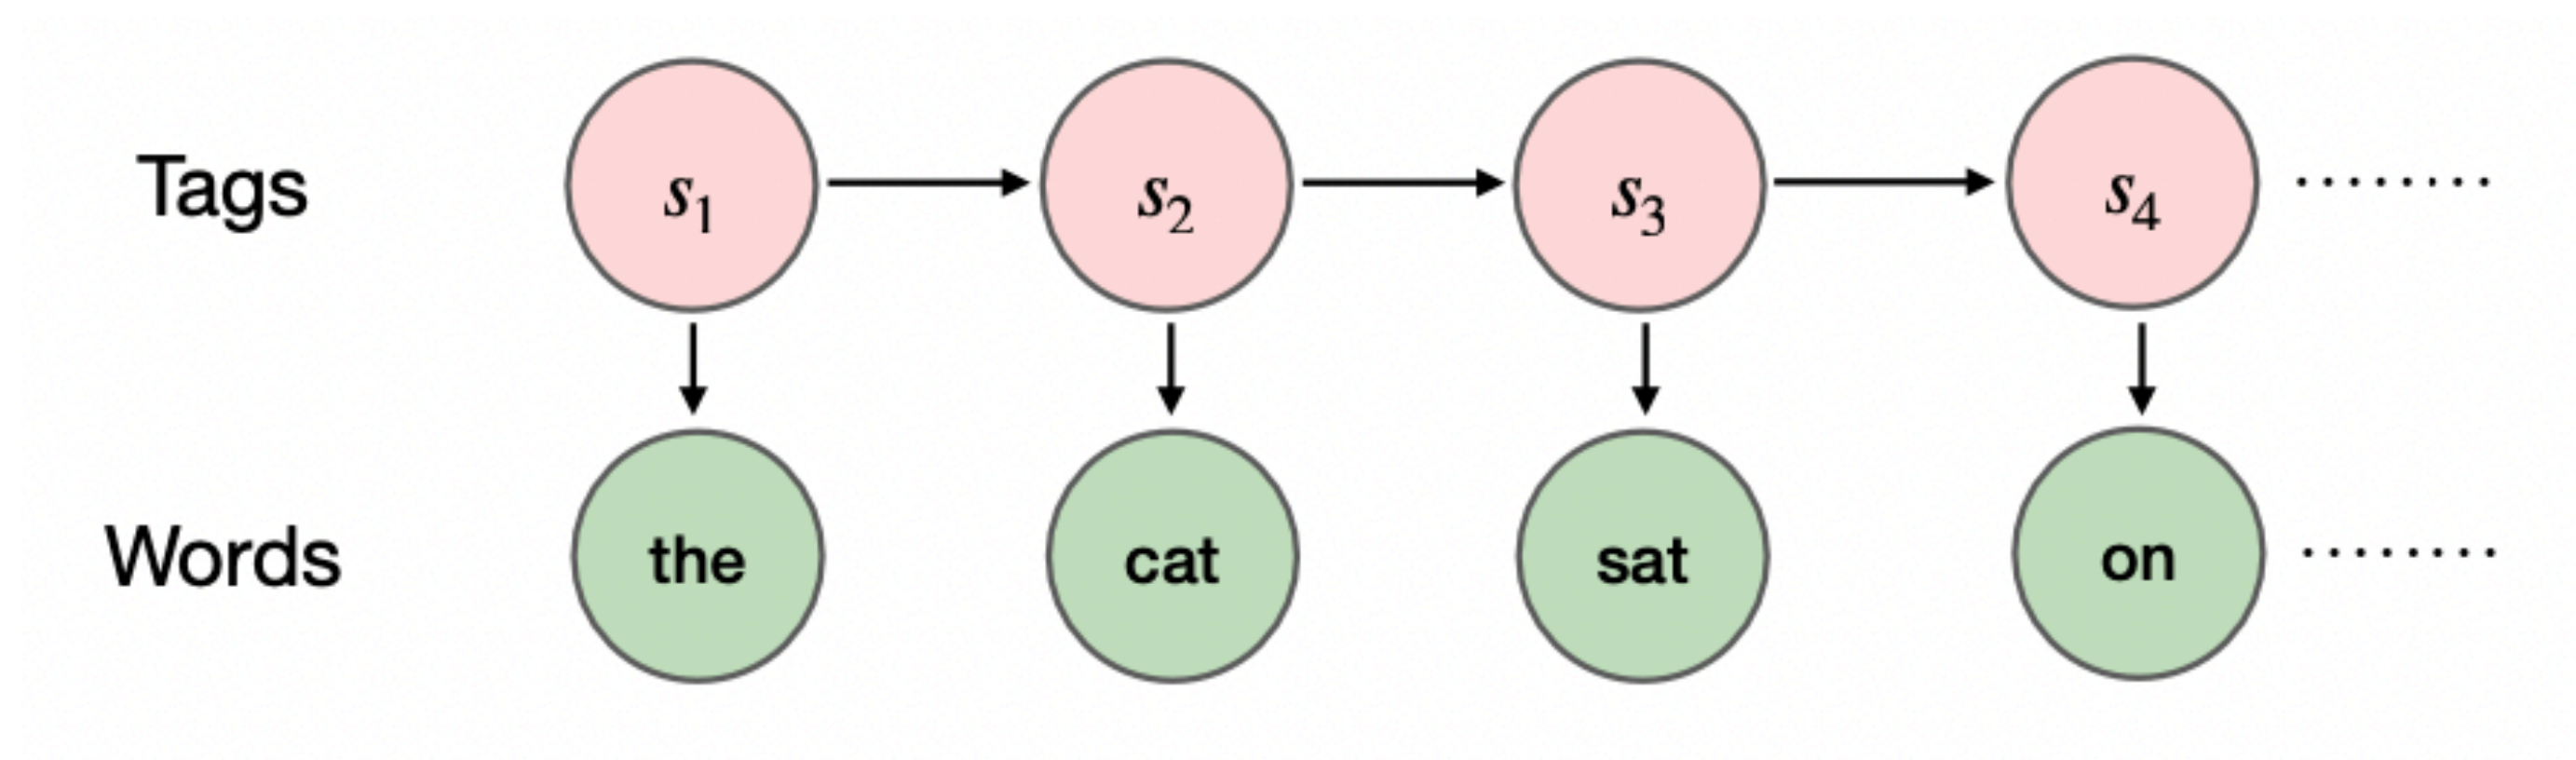 Tags s₁ s₂ s₃ s₄ ........
Words the cat sat on ........